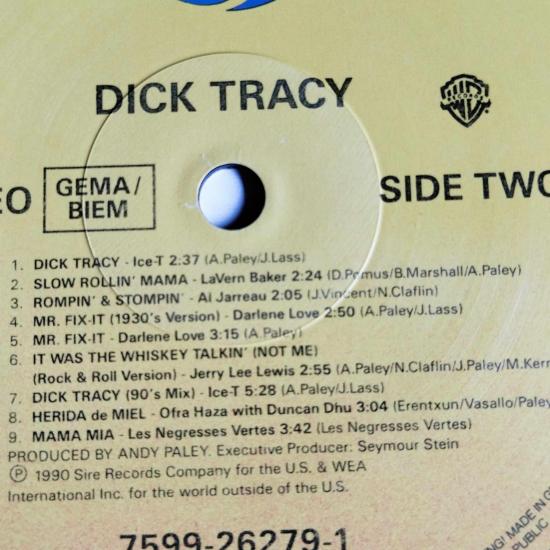 DICK TRACY
EO GEMA/ BIEM
SIDE TWO
1. DICK TRACY - Ice-T 2:37 (A.Paley/J.Lass)
2. SLOW ROLLIN' MAMA - LaVern Baker 2:24 (D.Pomus/B.Marshall/A.Paley)
3. ROMPIN' & STOMPIN' - Al Jarreau 2:05 (J.Vincent/N.Claflin)
4. MR. FIX-IT (1930's Version) - Darlene Love 2:50 (A.Paley/J.Lass)
5. MR. FIX-IT - Darlene Love 3:15 (A.Paley)
6. IT WAS THE WHISKEY TALKIN' (NOT ME)
(Rock & Roll Version) - Jerry Lee Lewis 2:55 (A.Paley/N.Claflin/J.Paley/M.Kern
7. DICK TRACY (90's Mix) - Ice-T 5:28 (A.Paley/J.Lass)
8. HERIDA de MIEL - Ofra Haza with Duncan Dhu 3:04 (Erentxun/Vasallo/Paley
9. MAMA MIA - Les Negresses Vertes 3:42 (Les Negresses Vertes)
PRODUCED BY ANDY PALEY. Executive Producer: Seymour Stein
℗ 1990 Sire Records Company for the U.S. & WEA
International Inc. for the world outside of the U.S.
7599-26279-1
MADE IN G
PUBLIC